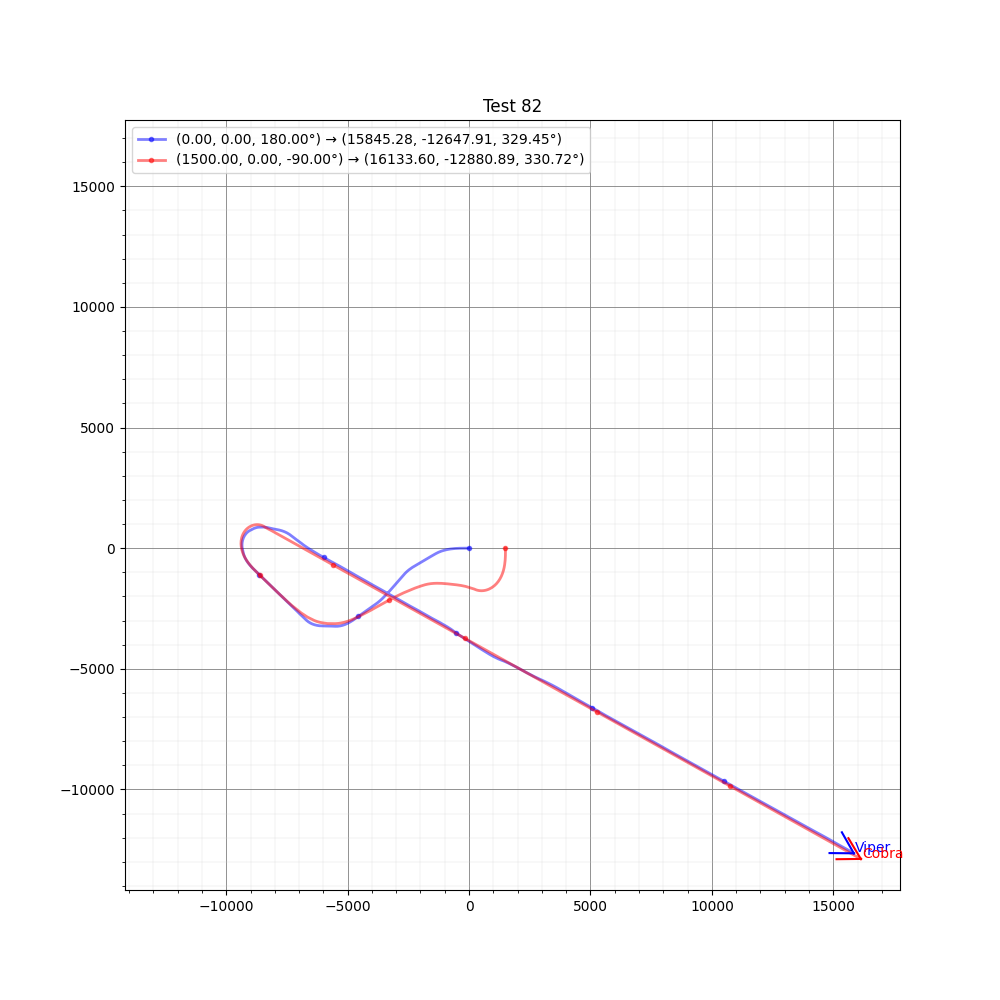 Test 82
(0.00, 0.00, 180.00°) → (15845.28, -12647.91, 329.45°)
(1500.00, 0.00, -90.00°) → (16133.60, -12880.89, 330.72°)
15000
10000
5000
0
−5000
−10000
Viper
Cobra
−10000 −5000 0 5000 10000 15000